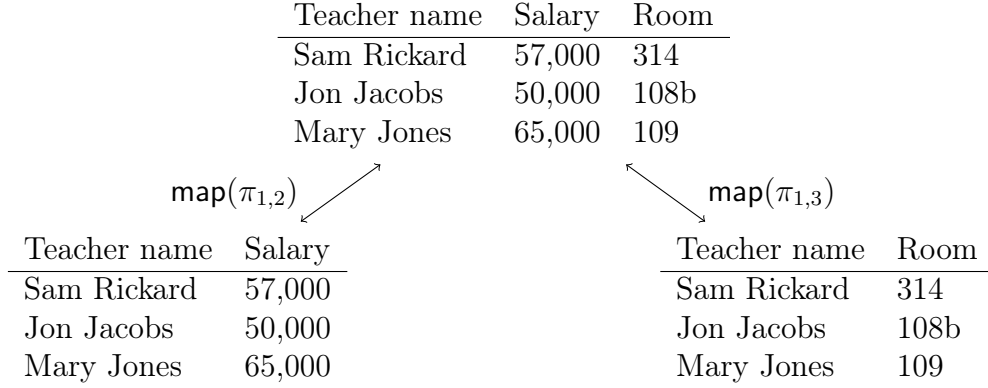 Teacher name Salary Room
Sam Rickard 57,000 314
Jon Jacobs 50,000 108b
Mary Jones 65,000 109
map(π1,2) map(π1,3)
Teacher name Salary
Sam Rickard 57,000
Jon Jacobs 50,000
Mary Jones 65,000
Teacher name Room
Sam Rickard 314
Jon Jacobs 108b
Mary Jones 109